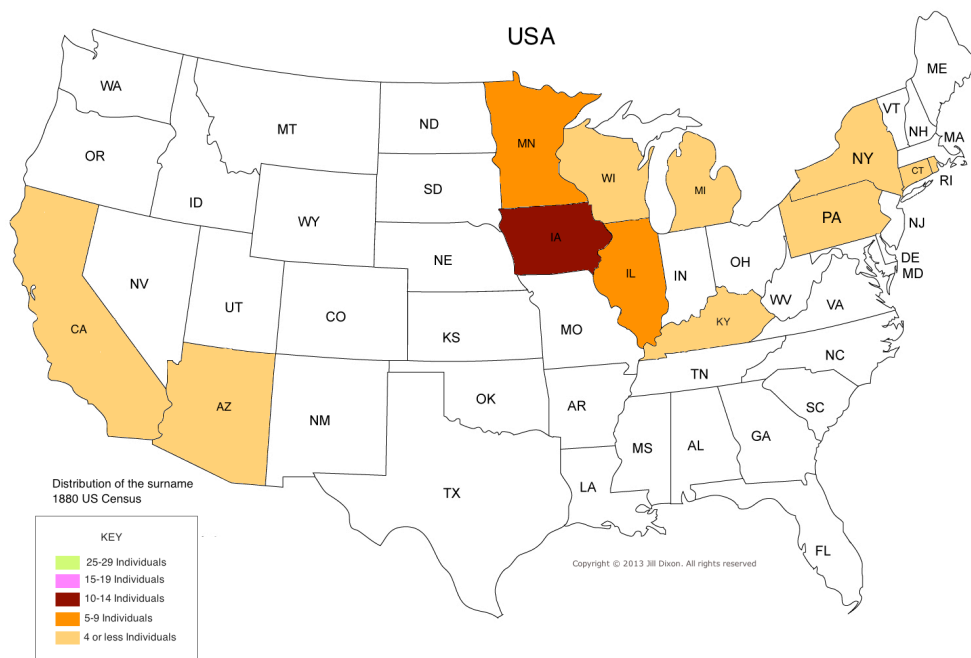 USA
WA
MT
ND
MN
ME
VT
NH
MA
OR
ID
SD
WI
MI
NY
CT
RI
WY
IA
PA
NJ
NV
UT
CO
NE
IL
IN
OH
DE
MD
WV
VA
CA
KS
MO
KY
AZ
NM
OK
AR
TN
NC
SC
MS
AL
GA
TX
LA
FL
Distribution of the surname
1880 US Census
KEY
25-29 Individuals
15-19 Individuals
10-14 Individuals
5-9 Individuals
4 or less Individuals
Copyright © 2013 Jill Dixon. All rights reserved